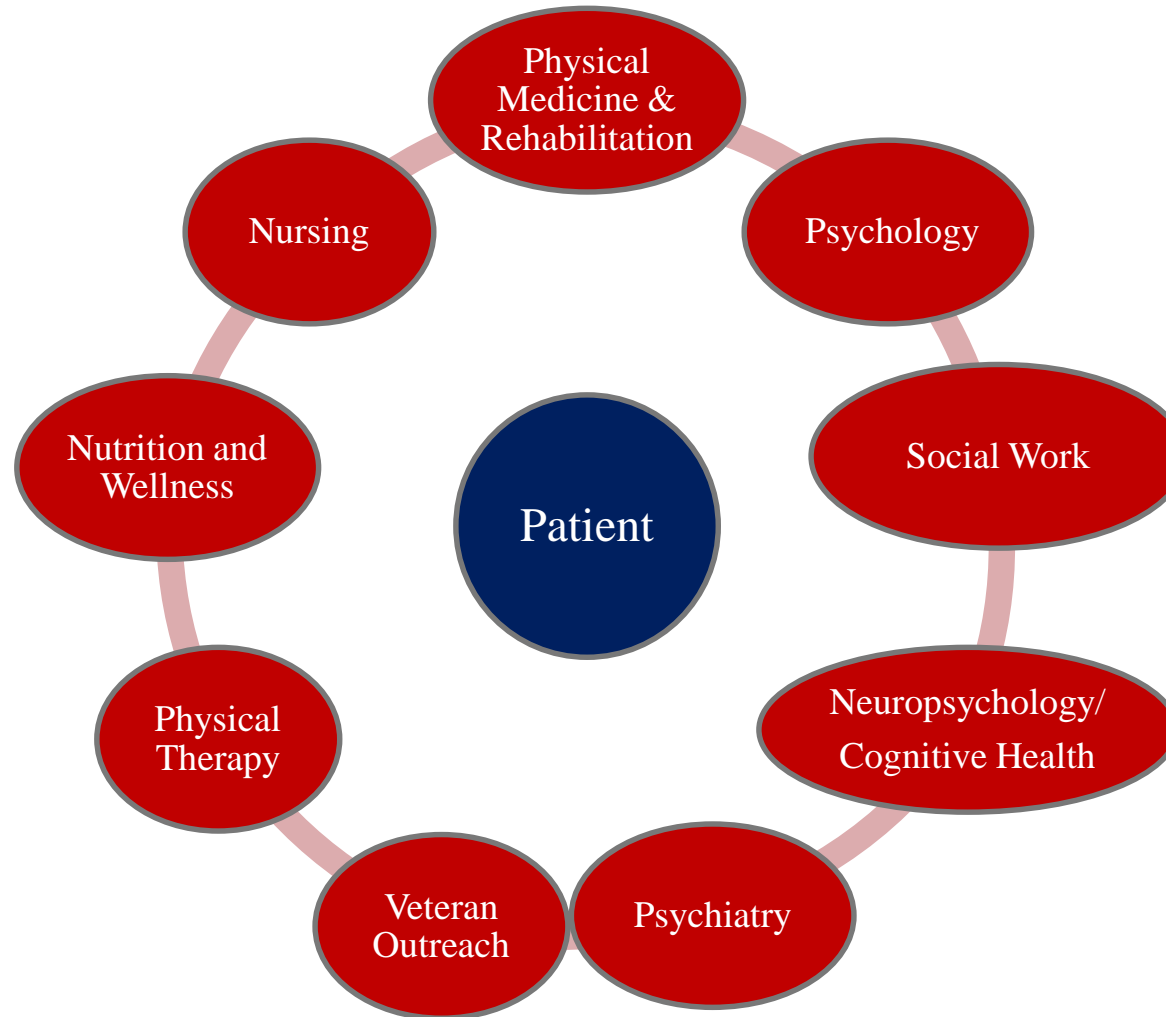 Physical
Medicine &
Rehabilitation
Psychology
Social Work
Neuropsychology/
Cognitive Health
Psychiatry
Veteran
Outreach
Physical
Therapy
Nutrition and
Wellness
Nursing
Patient